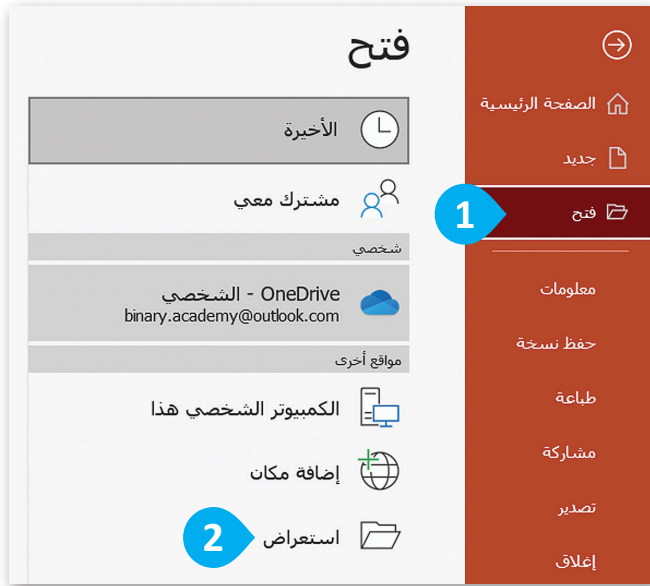 الصفحة الرئيسية
جديد
1
فتح
معلومات
حفظ نسخة
طباعة
مشاركة
تصدير
إغلاق
فتح
الأخيرة
مشترك معي
شخصي
OneDrive - الشخصي
binary.academy@outlook.com
مواقع أخرى
الكمبيوتر الشخصي هذا
إضافة مكان
استعراض
2